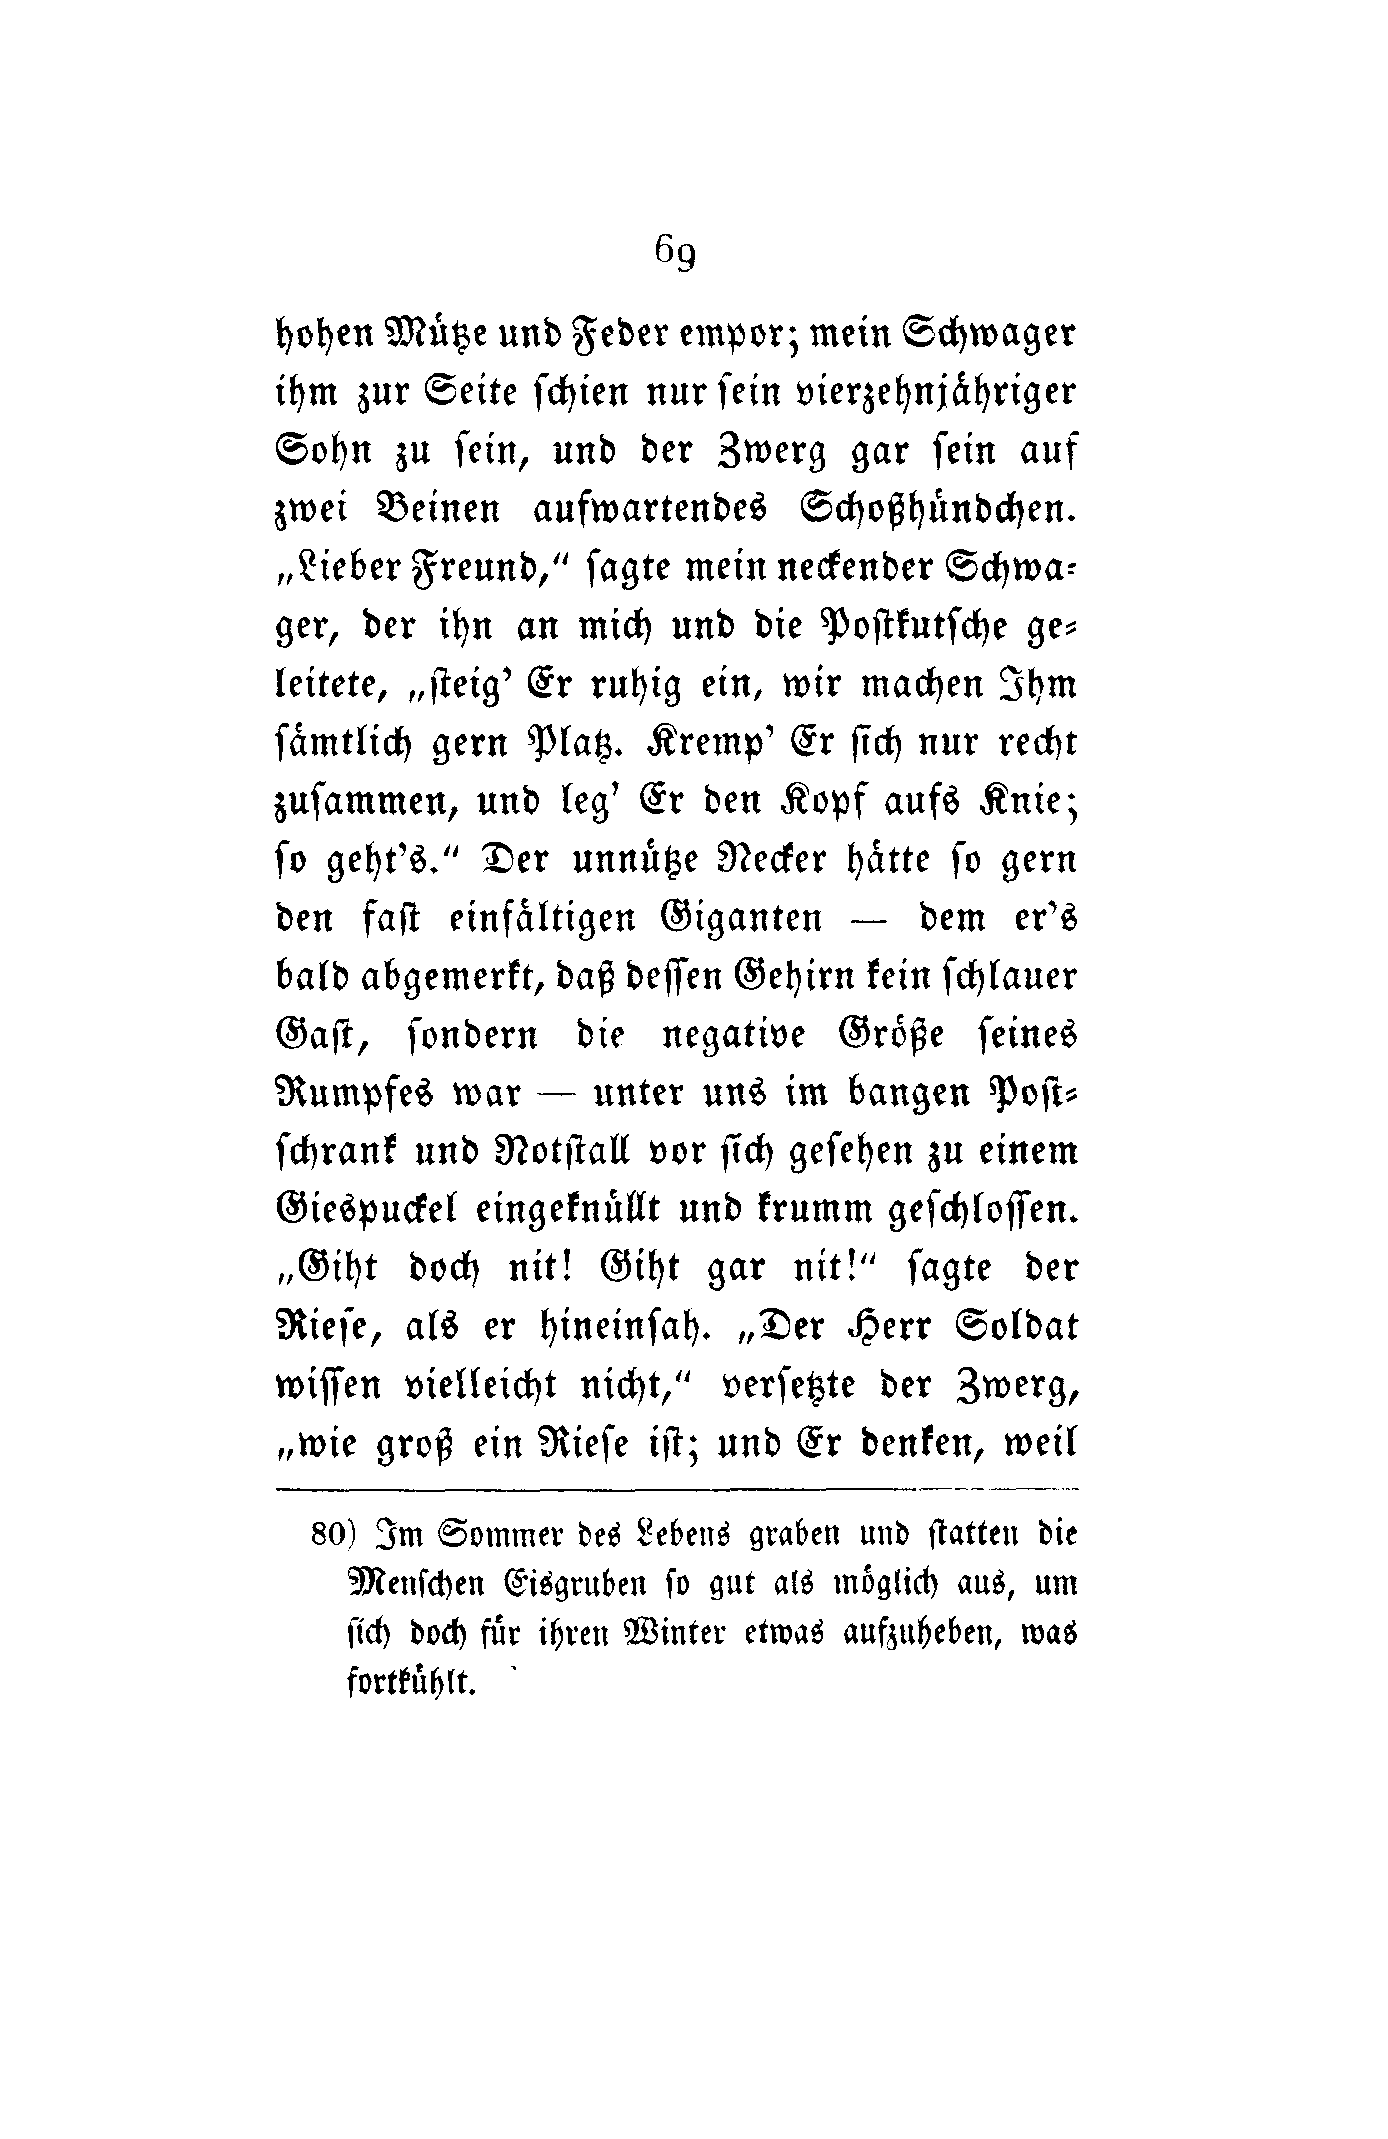 69
hohen Mütze und Feder empor; mein Schwager
ihm zur Seite ſchien nur ſein vierzehnjähriger
Sohn zu ſein, und der Zwerg gar ſein auf
zwei Beinen aufwartendes Schoßhündchen.
„Lieber Freund,“ ſagte mein neckender Schwa⸗
ger, der ihn an mich und die Poſtkutſche ge⸗
leitete, „ſteig’ Er ruhig ein, wir machen Ihm
ſämtlich gern Platz. Kremp’ Er ſich nur recht
zuſammen, und leg’ Er den Kopf aufs Knie;
ſo geht’s.“ Der unnütze Necker hätte ſo gern
den faſt einfältigen Giganten — dem er’s
bald abgemerkt, daß deſſen Gehirn kein ſchlauer
Gaſt, ſondern die negative Größe ſeines
Rumpfes war — unter uns im bangen Poſt⸗
ſchrank und Notſtall vor ſich geſehen zu einem
Giespuckel eingeknüllt und krumm geſchloſſen.
„Giht doch nit! Giht gar nit!“ ſagte der
Rieſe, als er hineinſah. „Der Herr Soldat
wiſſen vielleicht nicht,“ verſetzte der Zwerg,
„wie groß ein Rieſe iſt; und Er denken, weil
80) Im Sommer des Lebens graben und ſtatten die
Menſchen Eisgruben ſo gut als möglich aus, um
ſich doch für ihren Winter etwas aufzuheben, was
fortkühlt.